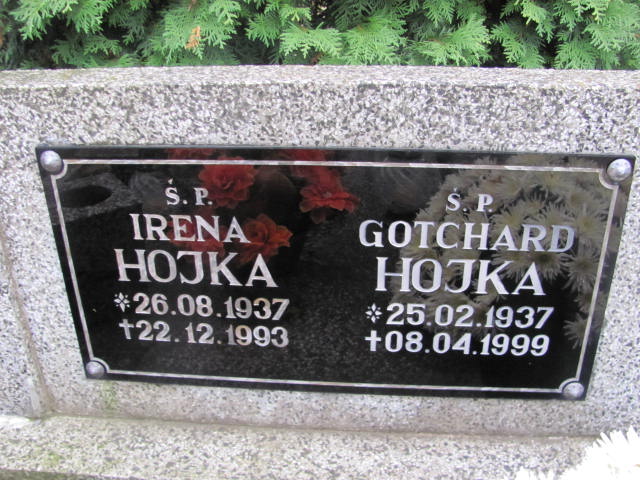 Ś.P.
IRENA
HOJKA
* 26.08.1937
† 22.12.1993
Ś.P.
GOTCHARD
HOJKA
* 25.02.1937
† 08.04.1999